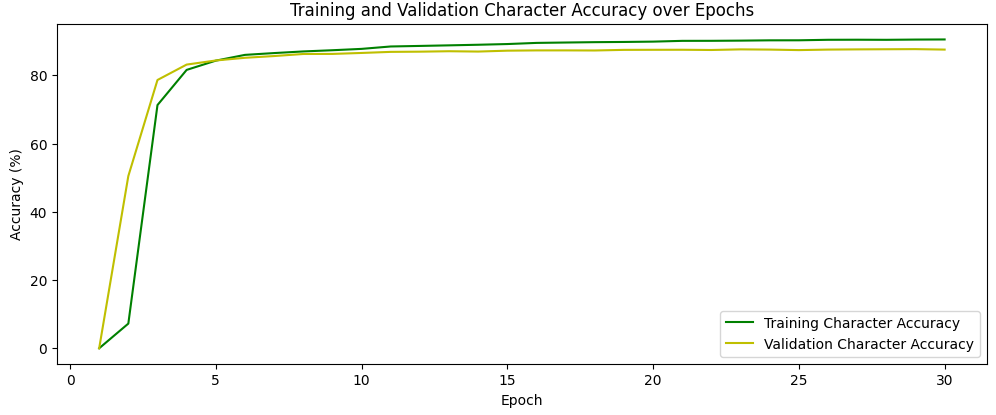 Training and Validation Character Accuracy over Epochs
Accuracy (%)
80
60
40
20
0
0 5 10 15 20 25 30
Epoch
Training Character Accuracy
Validation Character Accuracy